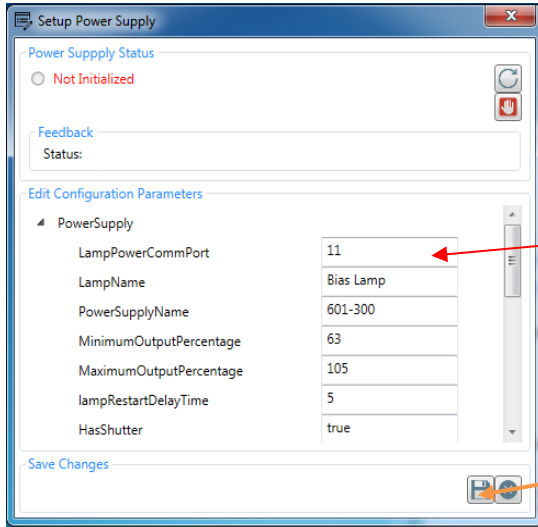 Setup Power Supply
Power Suppply Status
Not Initialized
Feedback
Status:
Edit Configuration Parameters
PowerSupply
LampPowerCommPort 11
LampName Bias Lamp
PowerSupplyName 601-300
MinimumOutputPercentage 63
MaximumOutputPercentage 105
lampRestartDelayTime 5
HasShutter true
Save Changes